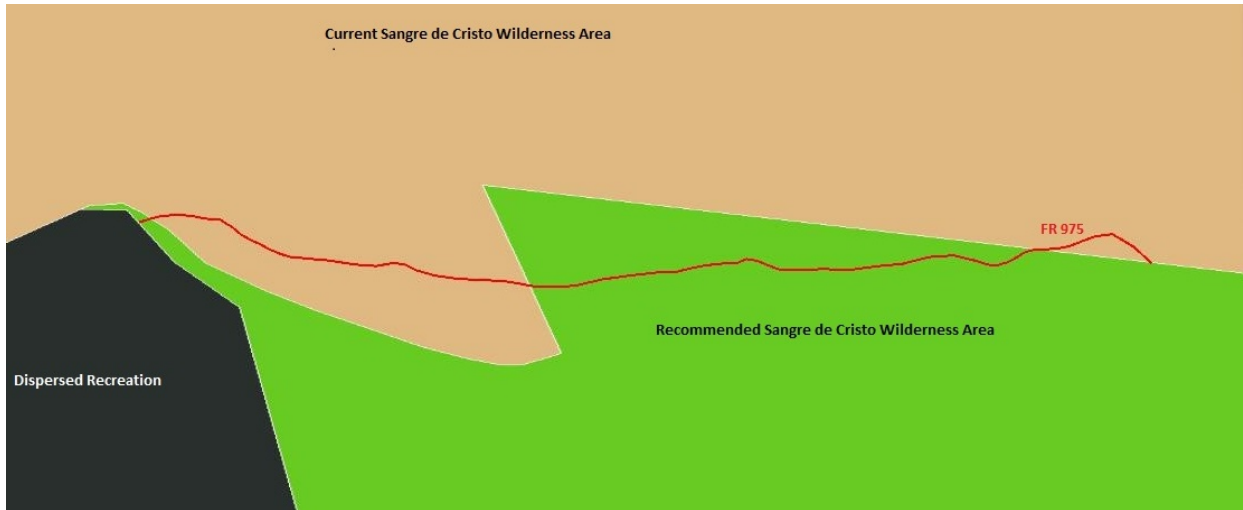 Current Sangre de Cristo Wilderness Area
FR 975
Recommended Sangre de Cristo Wilderness Area
Dispersed Recreation